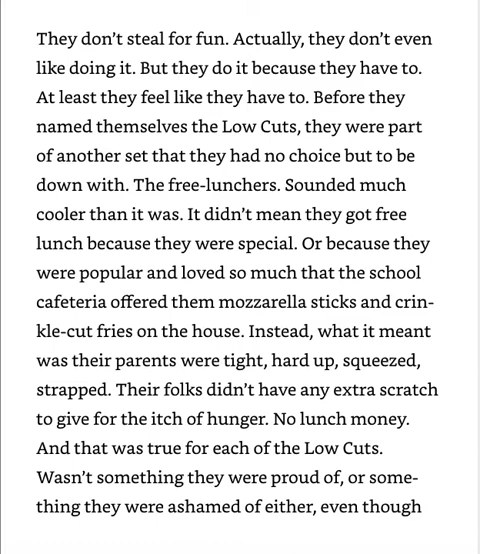 They don’t steal for fun. Actually, they don’t even
like doing it. But they do it because they have to.
At least they feel like they have to. Before they
named themselves the Low Cuts, they were part
of another set that they had no choice but to be
down with. The free-lunchers. Sounded much
cooler than it was. It didn’t mean they got free
lunch because they were special. Or because they
were popular and loved so much that the school
cafeteria offered them mozzarella sticks and crin-
kle-cut fries on the house. Instead, what it meant
was their parents were tight, hard up, squeezed,
strapped. Their folks didn’t have any extra scratch
to give for the itch of hunger. No lunch money.
And that was true for each of the Low Cuts.
Wasn’t something they were proud of, or some-
thing they were ashamed of either, even though